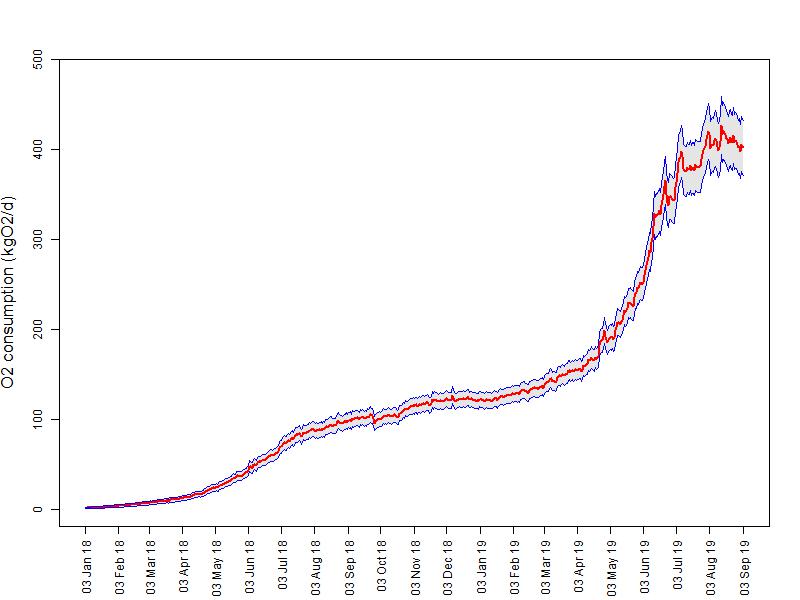 O2 consumption (kgO2/d)
500
400
300
200
100
0
03 Jan 18
03 Feb 18
03 Mar 18
03 Apr 18
03 May 18
03 Jun 18
03 Jul 18
03 Aug 18
03 Sep 18
03 Oct 18
03 Nov 18
03 Dec 18
03 Jan 19
03 Feb 19
03 Mar 19
03 Apr 19
03 May 19
03 Jun 19
03 Jul 19
03 Aug 19
03 Sep 19